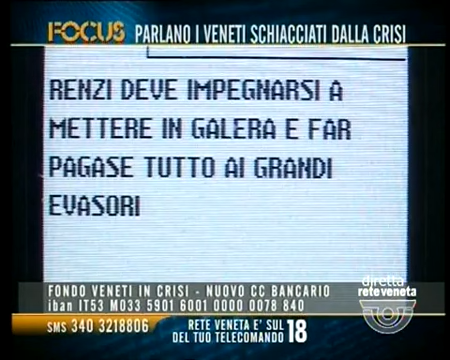 FOCUS PARLANO I VENETI SCHIACCIATI DALLA CRISI
RENZI DEVE IMPEGNARSI A
METTERE IN GALERA E FAR
PAGASE TUTTO AI GRANDI
EVASORI
FONDO VENETI IN CRISI - NUOVO CC BANCARIO
iban IT53 M033 5901 6001 0000 0078 840
diretta
reteveneta
SMS 340 3218806
RETE VENETA E' SUL 18
DEL TUO TELECOMANDO